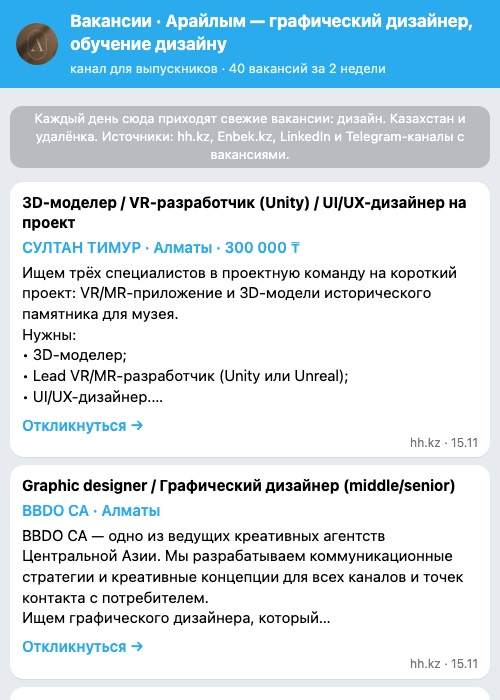 Вакансии · Арайлым — графический дизайнер,
обучение дизайну
канал для выпускников · 40 вакансий за 2 недели
Каждый день сюда приходят свежие вакансии: дизайн. Казахстан и
удалёнка. Источники: hh.kz, Enbek.kz, LinkedIn и Telegram-каналы с
вакансиями.
3D-моделер / VR-разработчик (Unity) / UI/UX-дизайнер на
проект
СУЛТАН ТИМУР · Алматы · 300 000 ₸
Ищем трёх специалистов в проектную команду на короткий
проект: VR/MR-приложение и 3D-модели исторического
памятника для музея.
Нужны:
• 3D-моделер;
• Lead VR/MR-разработчик (Unity или Unreal);
• UI/UX-дизайнер....
Откликнуться →
hh.kz · 15.11
Graphic designer / Графический дизайнер (middle/senior)
BBDO CA · Алматы
BBDO CA — одно из ведущих креативных агентств
Центральной Азии. Мы разрабатываем коммуникационные
стратегии и креативные концепции для всех каналов и точек
контакта с потребителем.
Ищем графического дизайнера, который...
Откликнуться →
hh.kz · 15.11